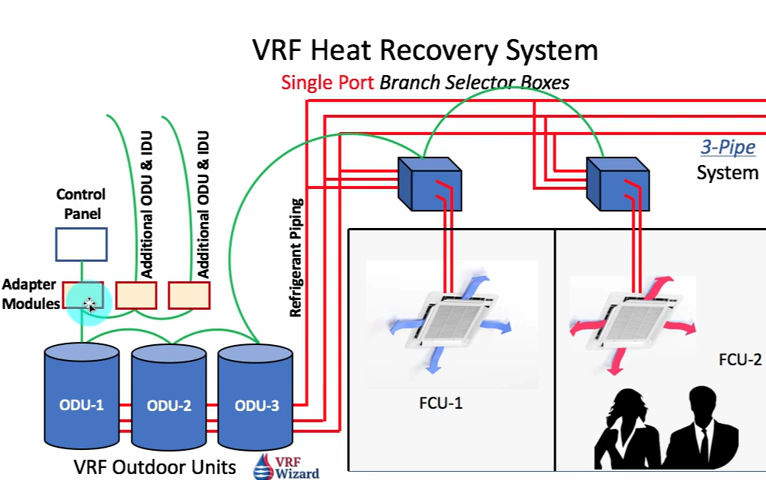 VRF Heat Recovery System
Single Port Branch Selector Boxes
3-Pipe
System
Additional ODU & IDU
Additional ODU & IDU
Control
Panel
Adapter
Modules
Refrigerant Piping
ODU-1
ODU-2
ODU-3
FCU-1
FCU-2
VRF Outdoor Units
VRF
Wizard